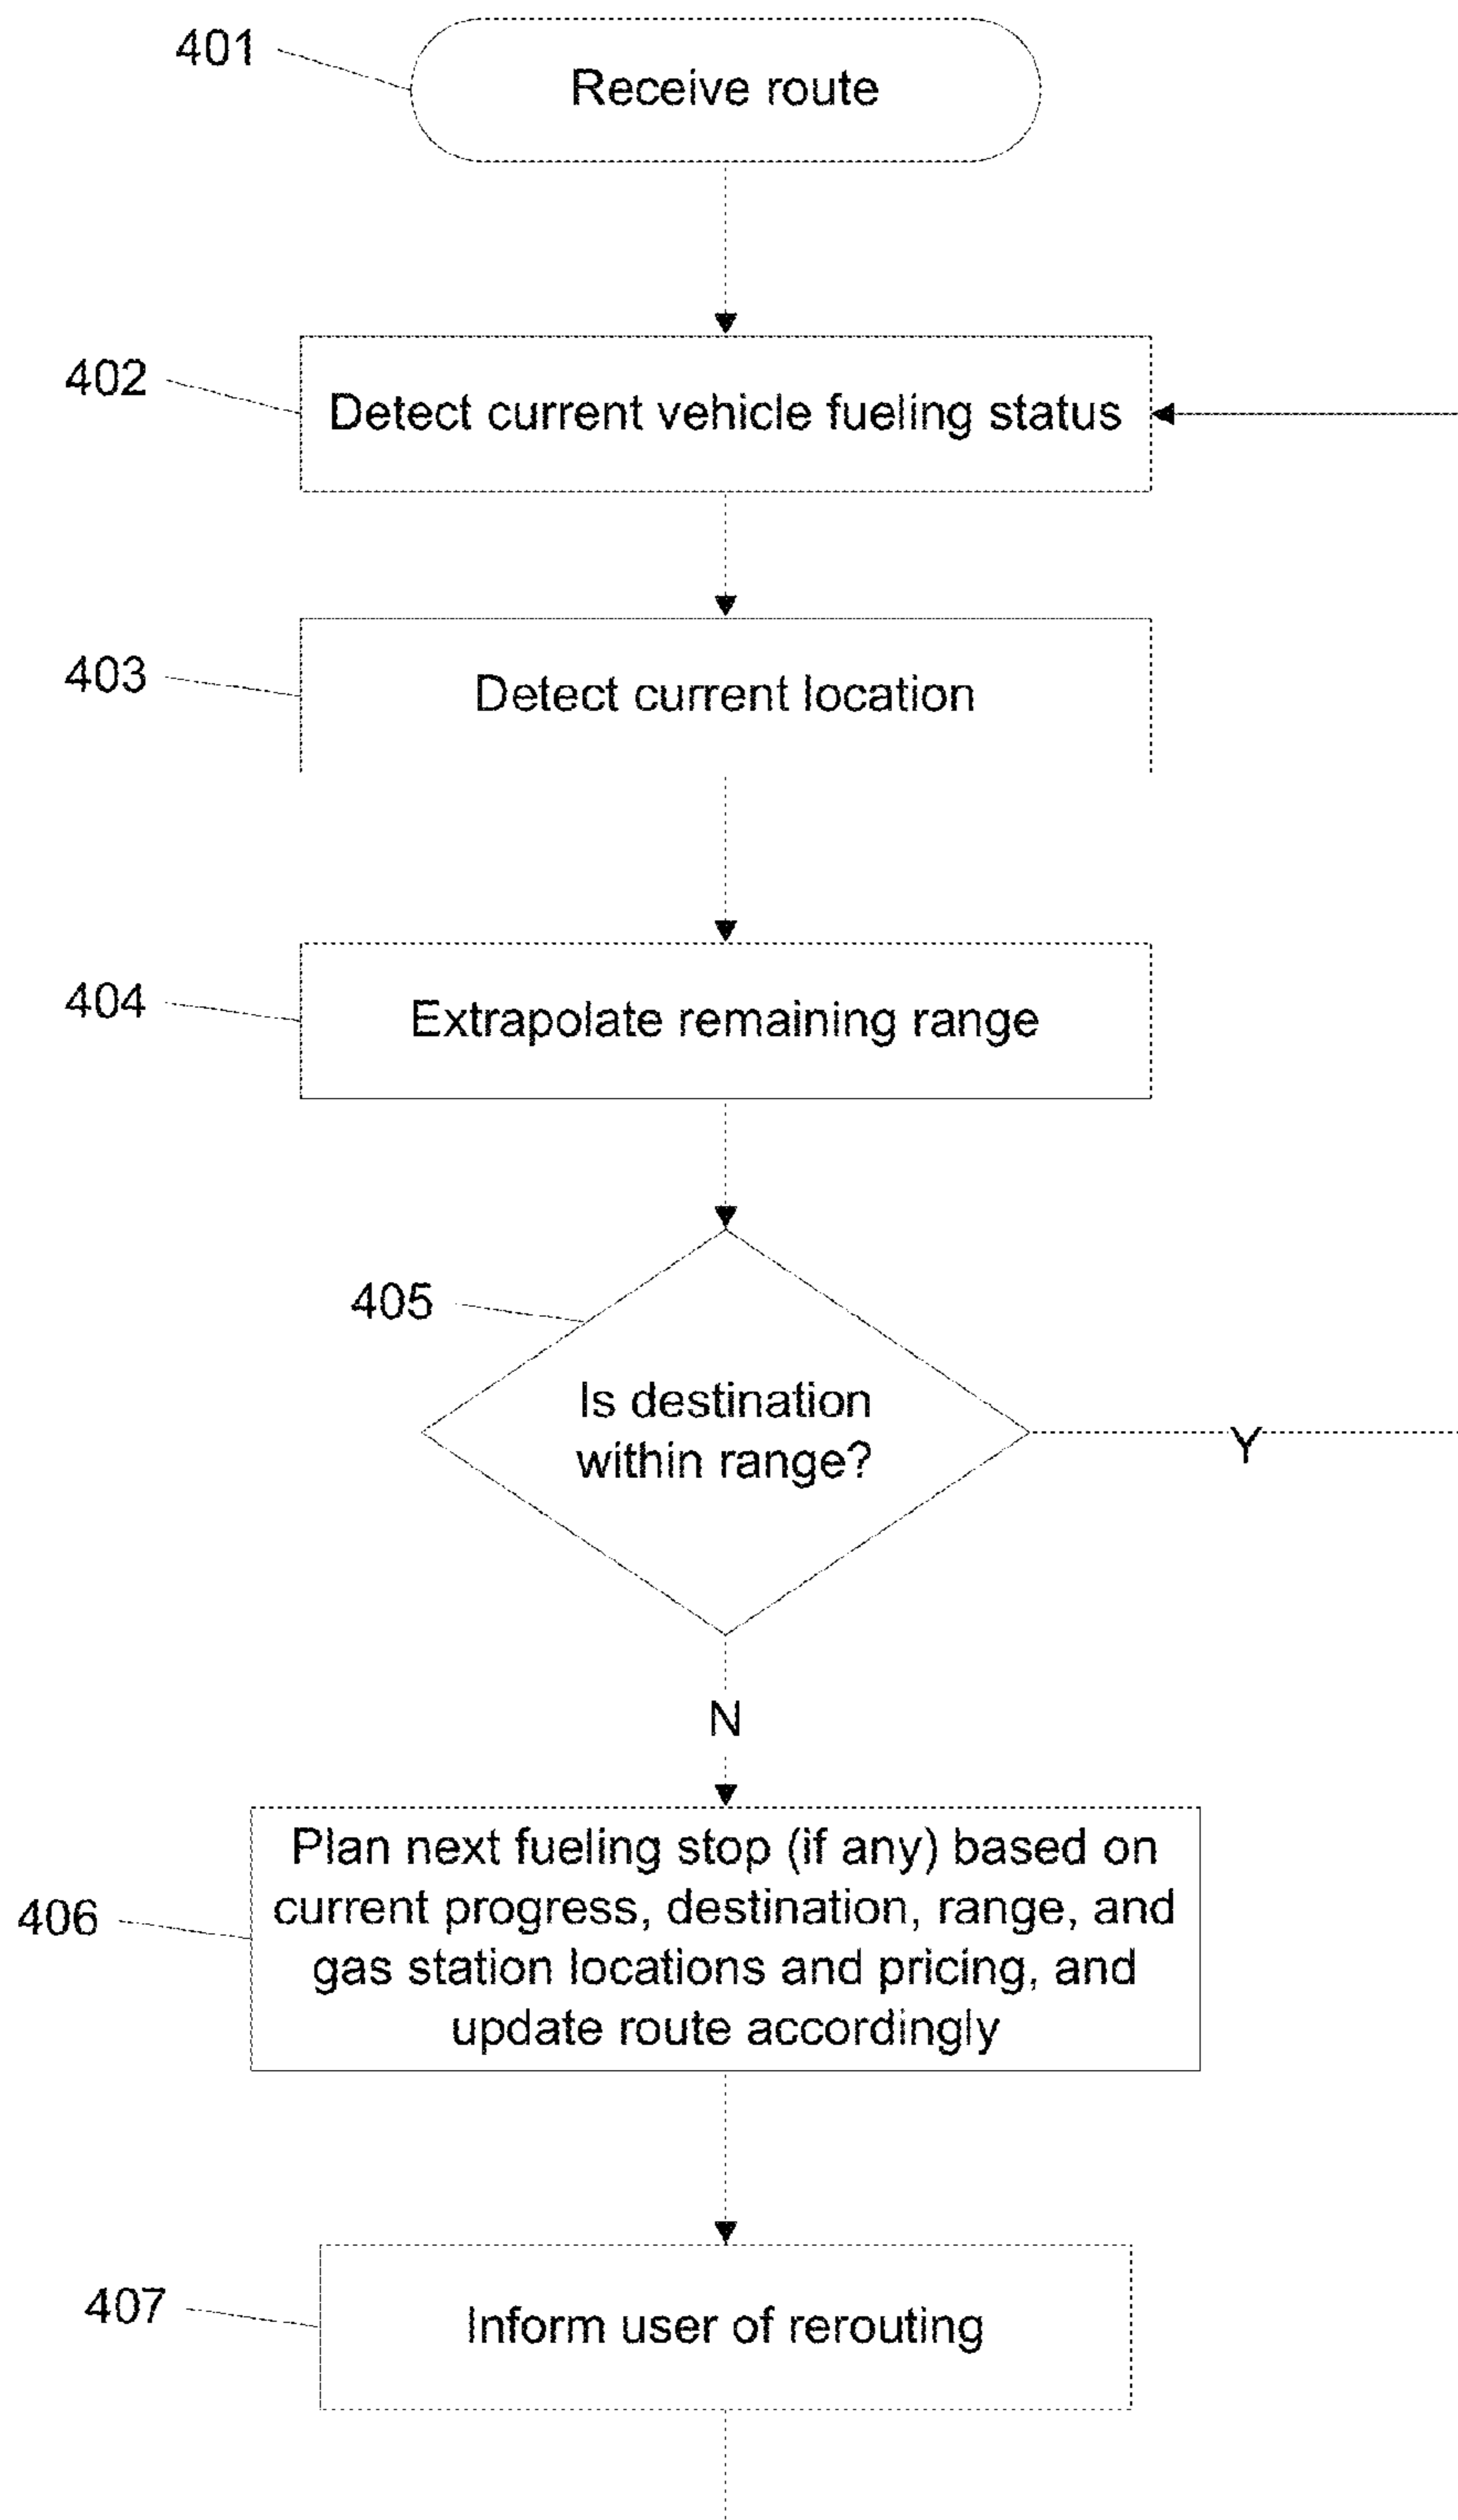 401
Receive route
402
Detect current vehicle fueling status
403
Detect current location
404
Extrapolate remaining range
405
Is destination
within range?
Y
N
406
Plan next fueling stop (if any) based on
current progress, destination, range, and
gas station locations and pricing, and
update route accordingly
407
Inform user of rerouting